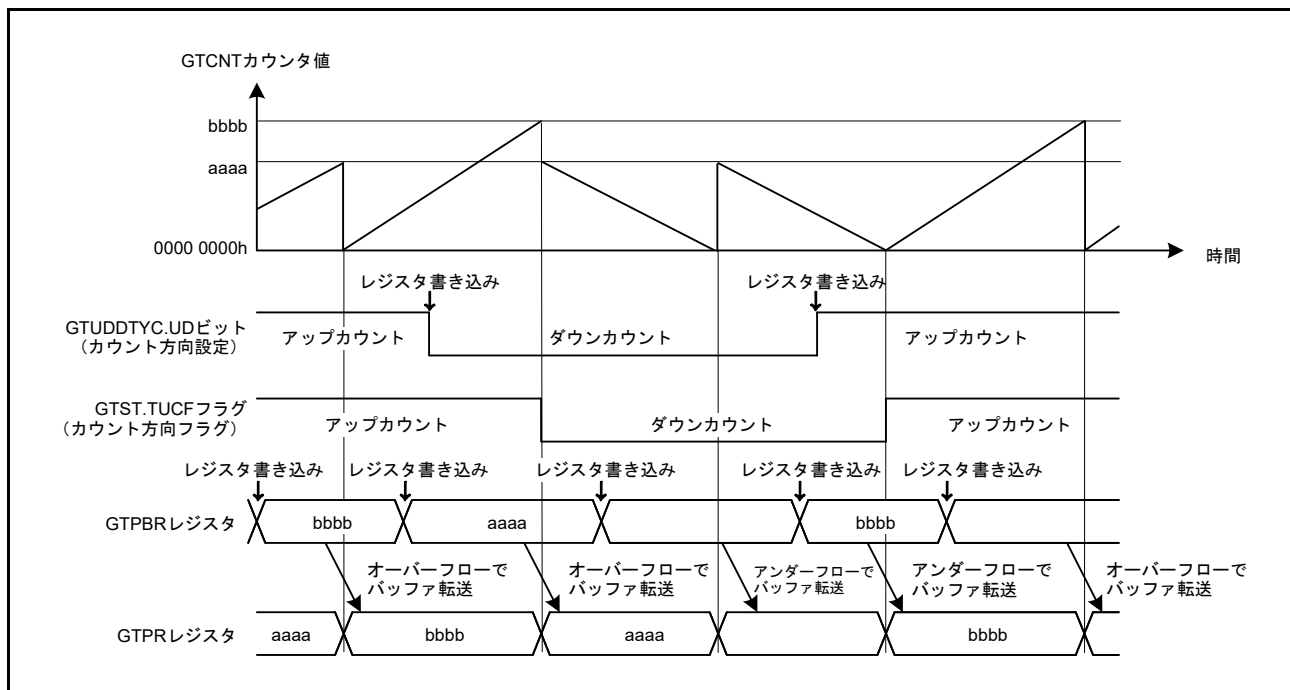 GTCNTカウンタ値
bbbb
aaaa
0000 0000h
時間
レジスタ書き込み
レジスタ書き込み
GTUDDTYC.UDビット
（カウント方向設定）
アップカウント
ダウンカウント
アップカウント
GTST.TUCFフラグ
（カウント方向フラグ）
アップカウント
ダウンカウント
アップカウント
レジスタ書き込み
レジスタ書き込み
レジスタ書き込み
レジスタ書き込み
レジスタ書き込み
GTPBRレジスタ
bbbb
aaaa
bbbb
オーバーフローで
バッファ転送
オーバーフローで
バッファ転送
アンダーフローで
バッファ転送
アンダーフローで
バッファ転送
オーバーフローで
バッファ転送
GTPRレジスタ
aaaa
bbbb
aaaa
bbbb